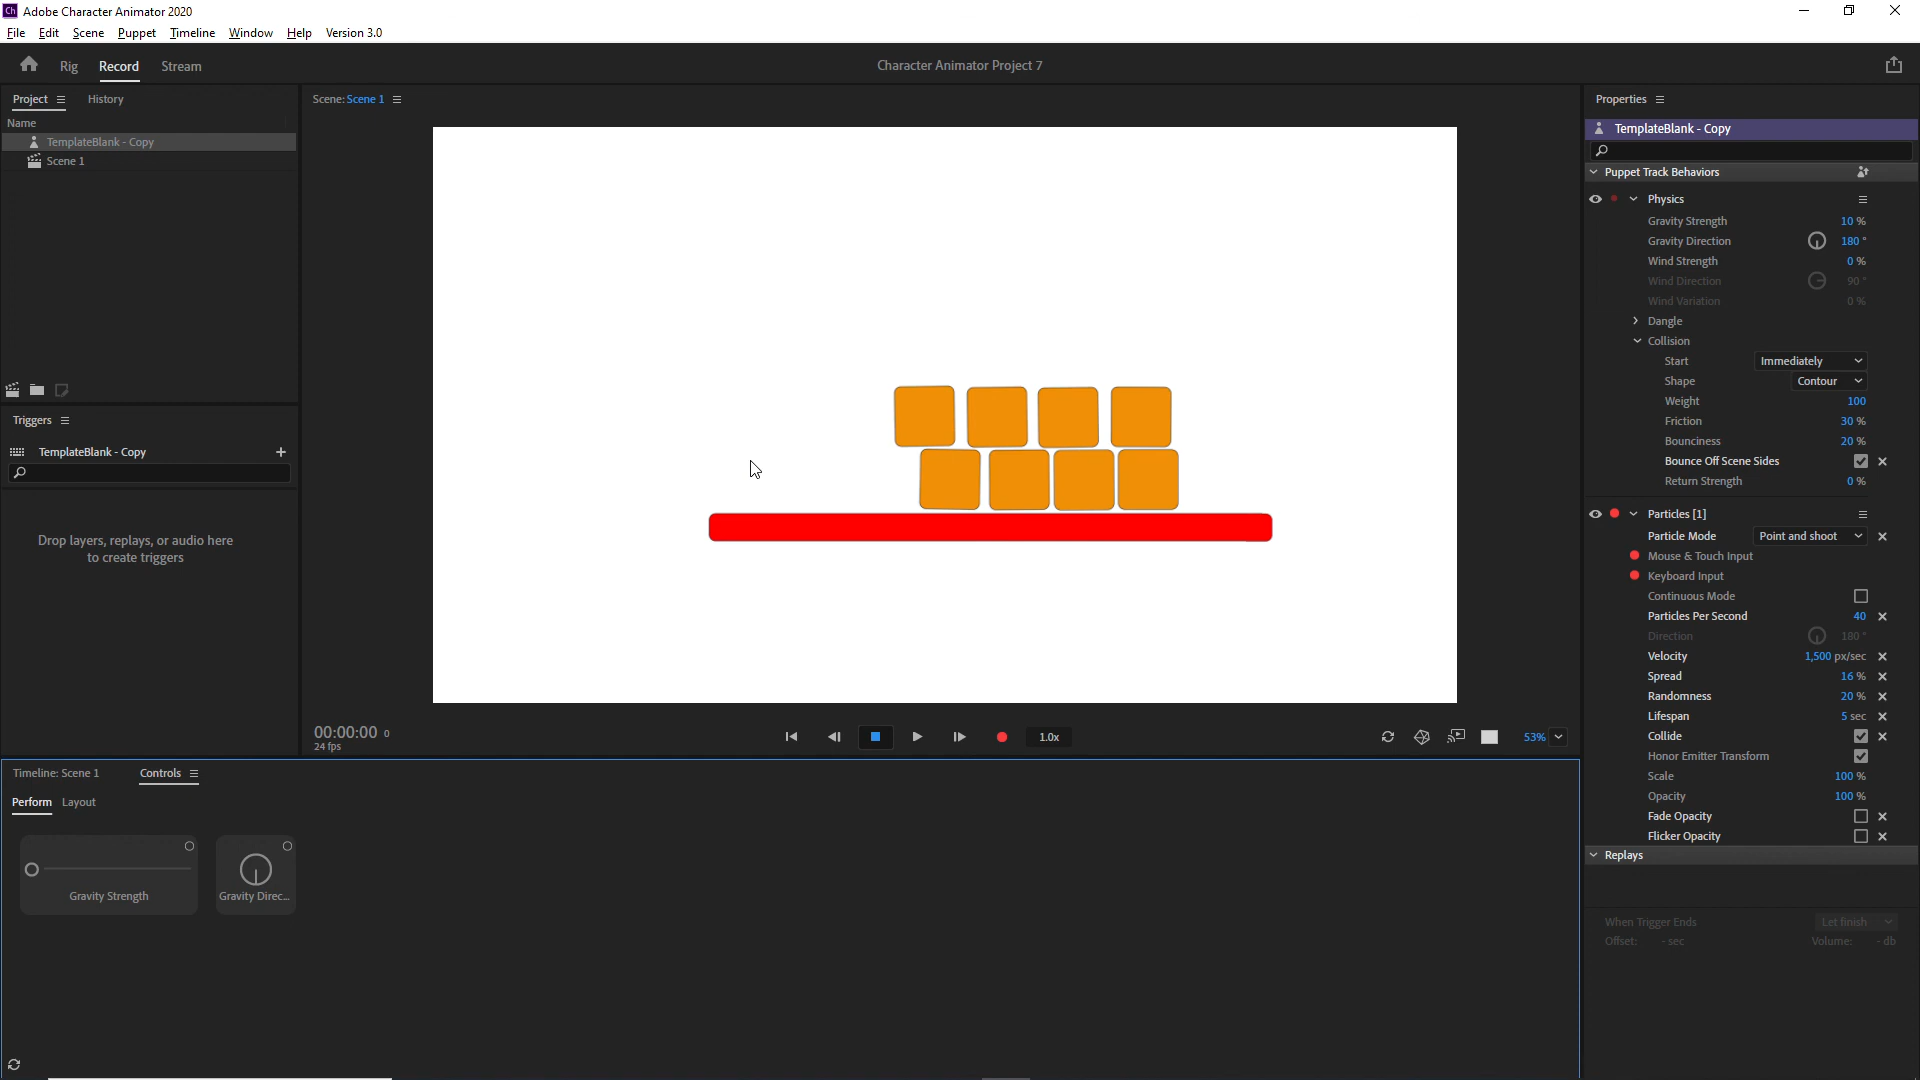 Ch Adobe Character Animator 2020
File Edit Scene Puppet Timeline Window Help Version 3.0
Rig Record Stream Character Animator Project 7
Project History
Name
TemplateBlank - Copy
Scene 1
Triggers
TemplateBlank - Copy +
Drop layers, replays, or audio here
to create triggers
Scene: Scene 1
00:00:00 0
24 fps
1.0x
53%
Timeline: Scene 1 Controls
Perform Layout
Gravity Strength
Gravity Direc...
Properties
TemplateBlank - Copy
Puppet Track Behaviors
Physics
Gravity Strength 10 %
Gravity Direction 180 °
Wind Strength 0 %
Wind Direction 90 °
Wind Variation 0 %
Dangle
Collision
Start Immediately
Shape Contour
Weight 100
Friction 30 %
Bounciness 20 %
Bounce Off Scene Sides
Return Strength 0 %
Particles [1]
Particle Mode Point and shoot
Mouse & Touch Input
Keyboard Input
Continuous Mode
Particles Per Second 40
Direction 180 °
Velocity 1,500 px/sec
Spread 16 %
Randomness 20 %
Lifespan 5 sec
Collide
Honor Emitter Transform
Scale 100 %
Opacity 100 %
Fade Opacity
Flicker Opacity
Replays
When Trigger Ends Let finish
Offset: - sec Volume: - db